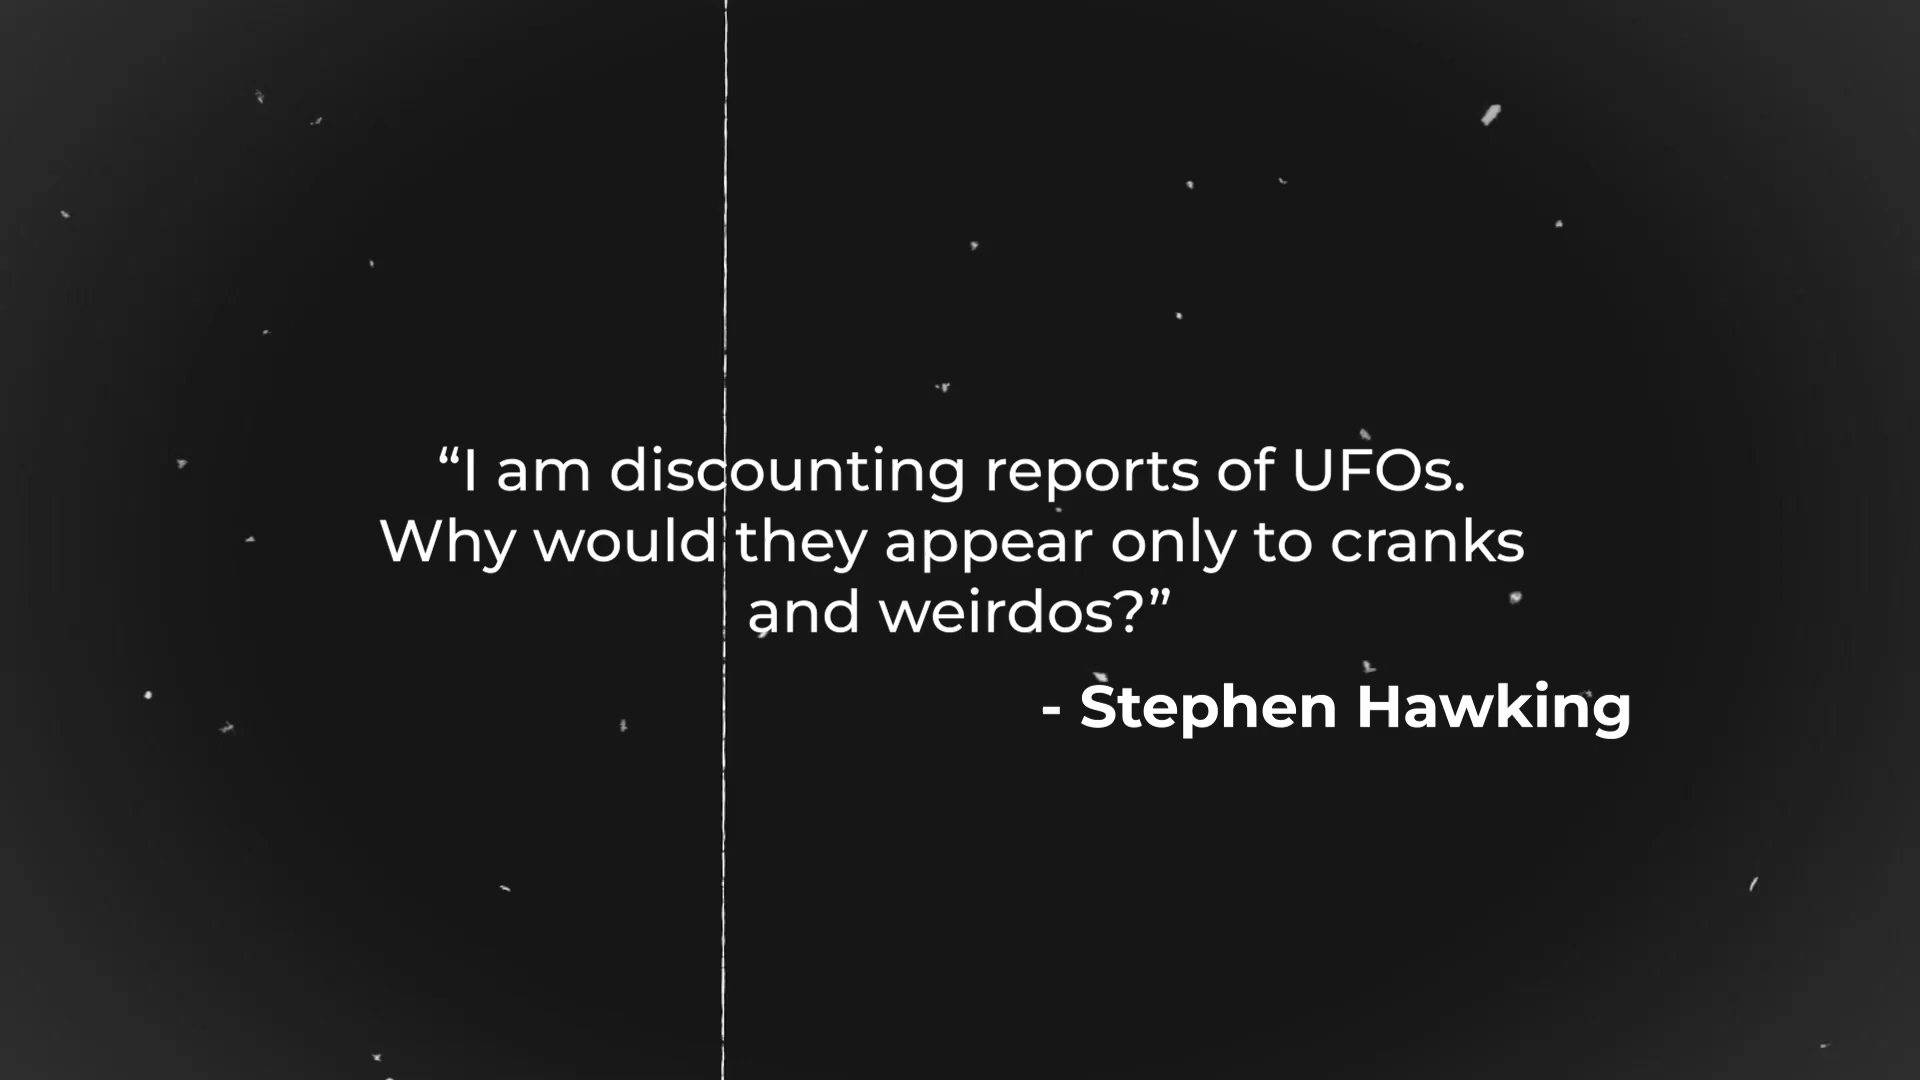 “I am discounting reports of UFOs.
Why would they appear only to cranks
and weirdos?”
- Stephen Hawking